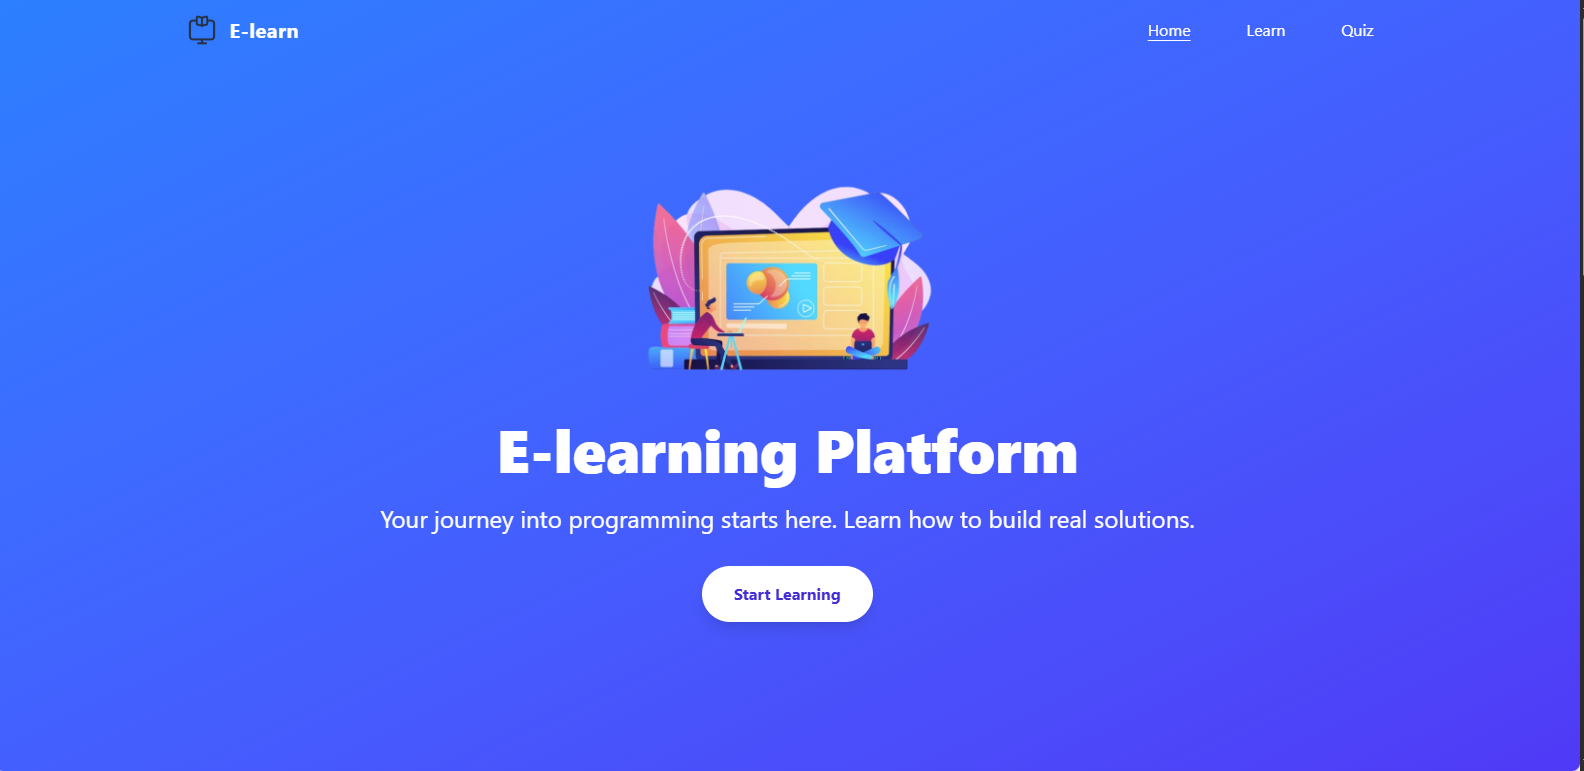 E-learn
Home
Learn
Quiz
E-learning Platform
Your journey into programming starts here. Learn how to build real solutions.
Start Learning